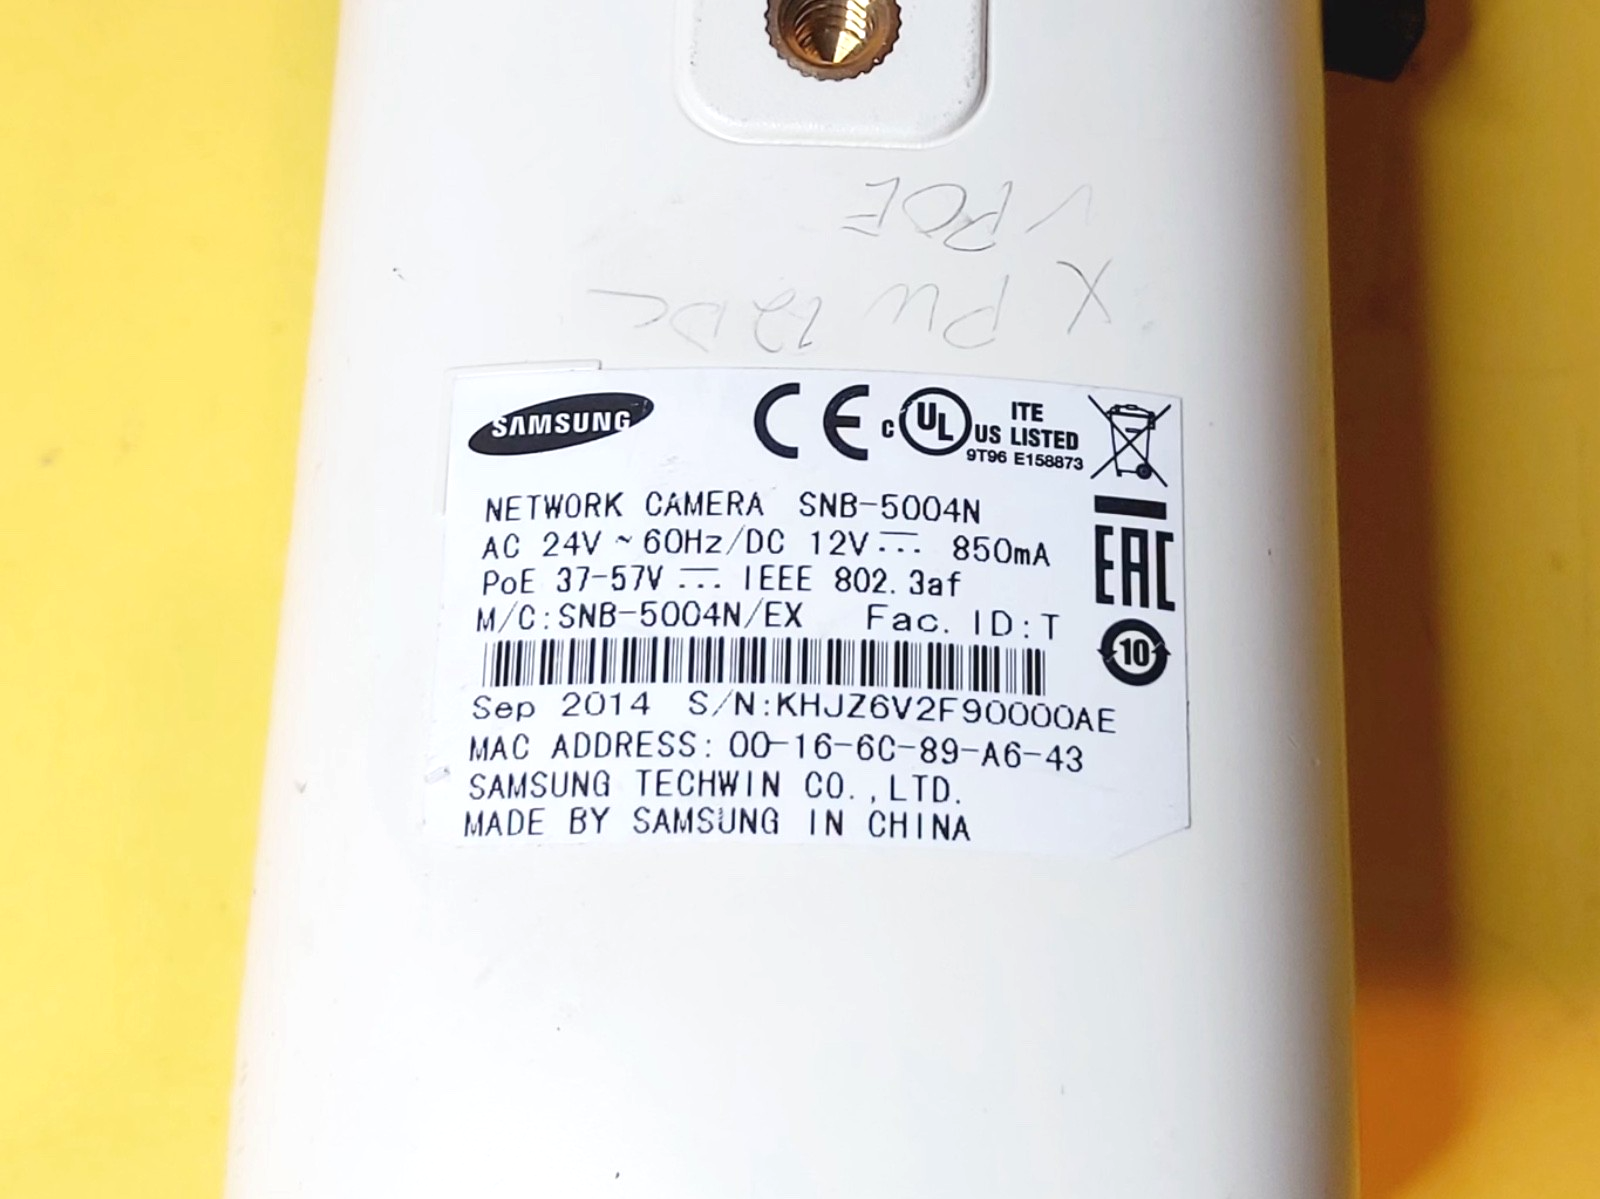 V POE
X PW 12 DC
SAMSUNG
CE c UL US ITE LISTED
9T96 E158873
NETWORK CAMERA SNB-5004N
AC 24V ~ 60Hz/DC 12V ⎓ 850mA
PoE 37-57V ⎓ IEEE 802.3af
M/C:SNB-5004N/EX Fac. ID:T
EAC
10
Sep 2014 S/N:KHJZ6V2F90000AE
MAC ADDRESS: 00-16-6C-89-A6-43
SAMSUNG TECHWIN CO.,LTD.
MADE BY SAMSUNG IN CHINA